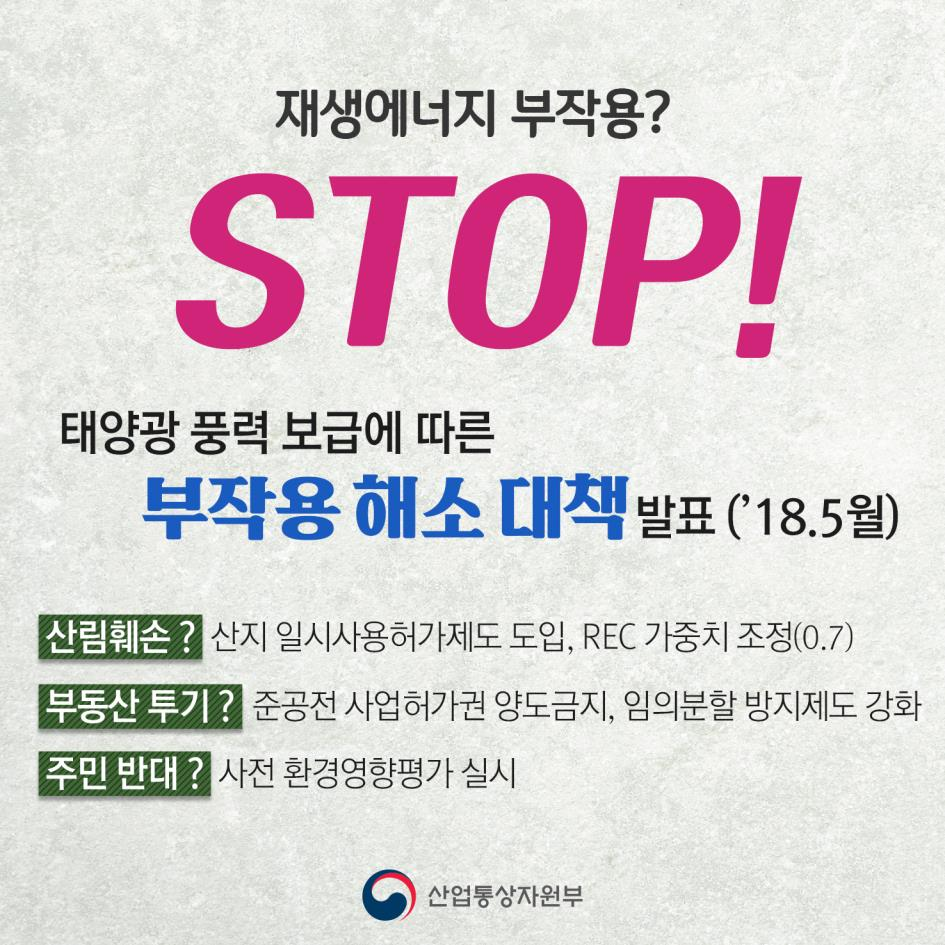 재생에너지 부작용?
STOP!
태양광 풍력 보급에 따른
부작용 해소 대책 발표 (’18.5월)
산림훼손 ? 산지 일시사용허가제도 도입, REC 가중치 조정(0.7)
부동산 투기 ? 준공전 사업허가권 양도금지, 임의분할 방지제도 강화
주민 반대 ? 사전 환경영향평가 실시
산업통상자원부